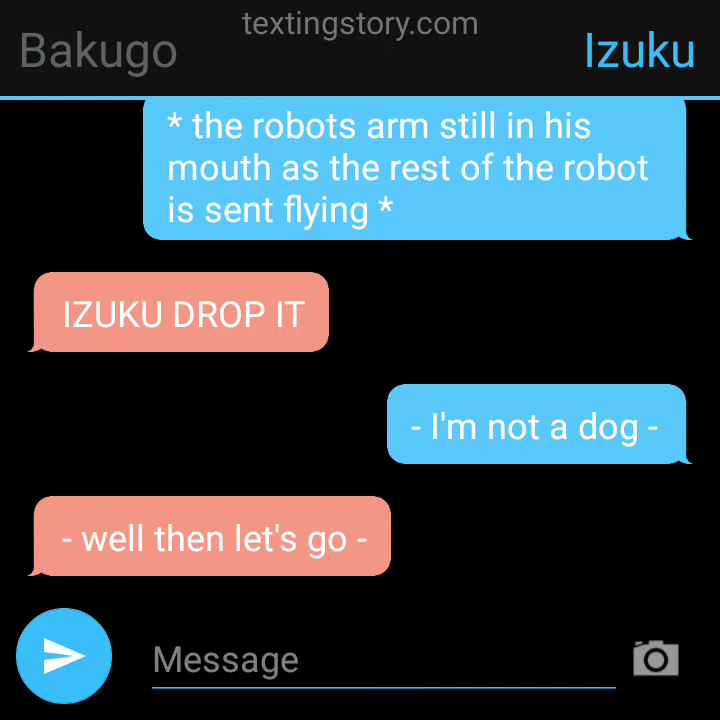 textingstory.com
Bakugo
Izuku
* the robots arm still in his
mouth as the rest of the robot
is sent flying *
IZUKU DROP IT
- I'm not a dog -
- well then let's go -
Message